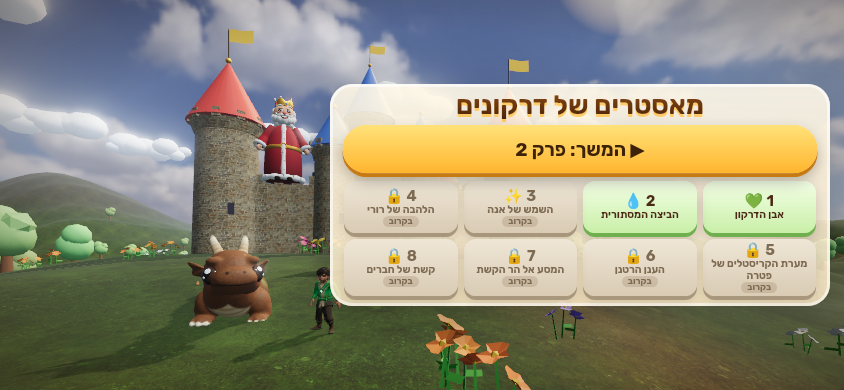 מאסטרים של דרקונים
▶ המשך: פרק 2
1 💚
אבן הדרקון
2 💧
הביצה המסתורית
3 ✨
השמש של אנה
בקרוב
4 🔒
הלהבה של רורי
בקרוב
5 🔒
מערת הקריסטלים של
פטרה
בקרוב
6 🔒
הענן הרטנן
בקרוב
7 🔒
המסע אל הר הקשת
בקרוב
8 🔒
קשת של חברים
בקרוב